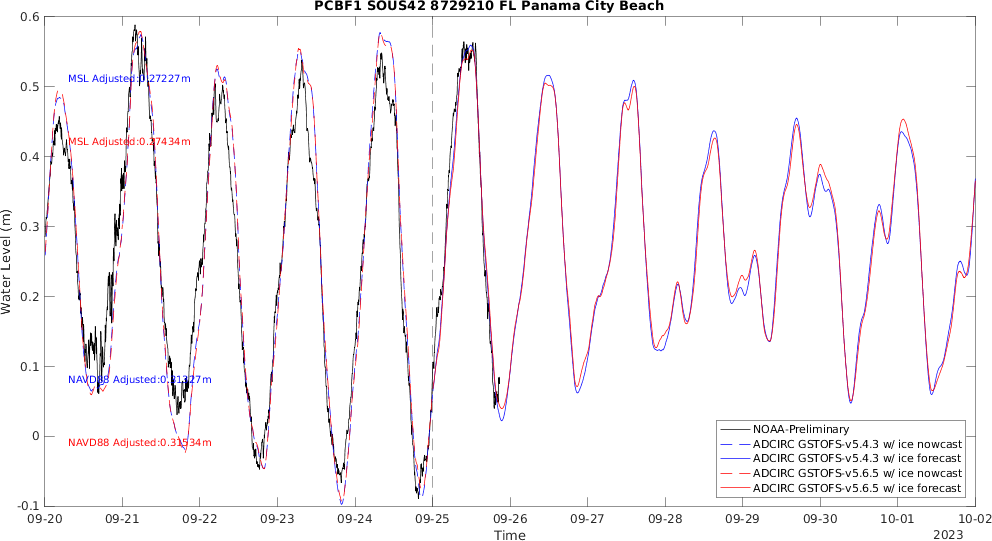 PCBF1 SOUS42 8729210 FL Panama City Beach
0.6
0.5
0.4
0.3
0.2
0.1
0
-0.1
Water Level (m)
MSL Adjusted:0.27227m
MSL Adjusted:0.27434m
NAVD88 Adjusted:0.31327m
NAVD88 Adjusted:0.31534m
NOAA-Preliminary
ADCIRC GSTOFS-v5.4.3 w/ ice nowcast
ADCIRC GSTOFS-v5.4.3 w/ ice forecast
ADCIRC GSTOFS-v5.6.5 w/ ice nowcast
ADCIRC GSTOFS-v5.6.5 w/ ice forecast
09-20 09-21 09-22 09-23 09-24 09-25 09-26 09-27 09-28 09-29 09-30 10-01 10-02
2023
Time